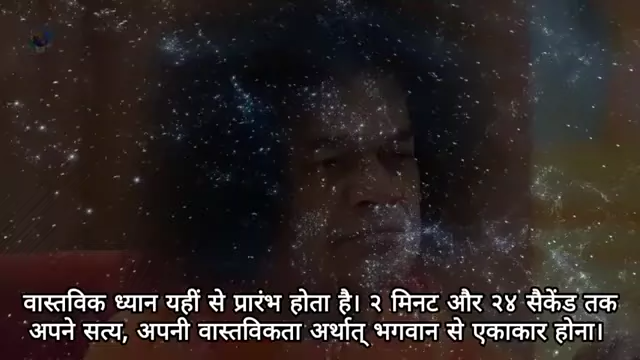 वास्तविक ध्यान यहीं से प्रारंभ होता है। २ मिनट और २४ सैकेंड तक
अपने सत्य, अपनी वास्तविकता अर्थात् भगवान से एकाकार होना।